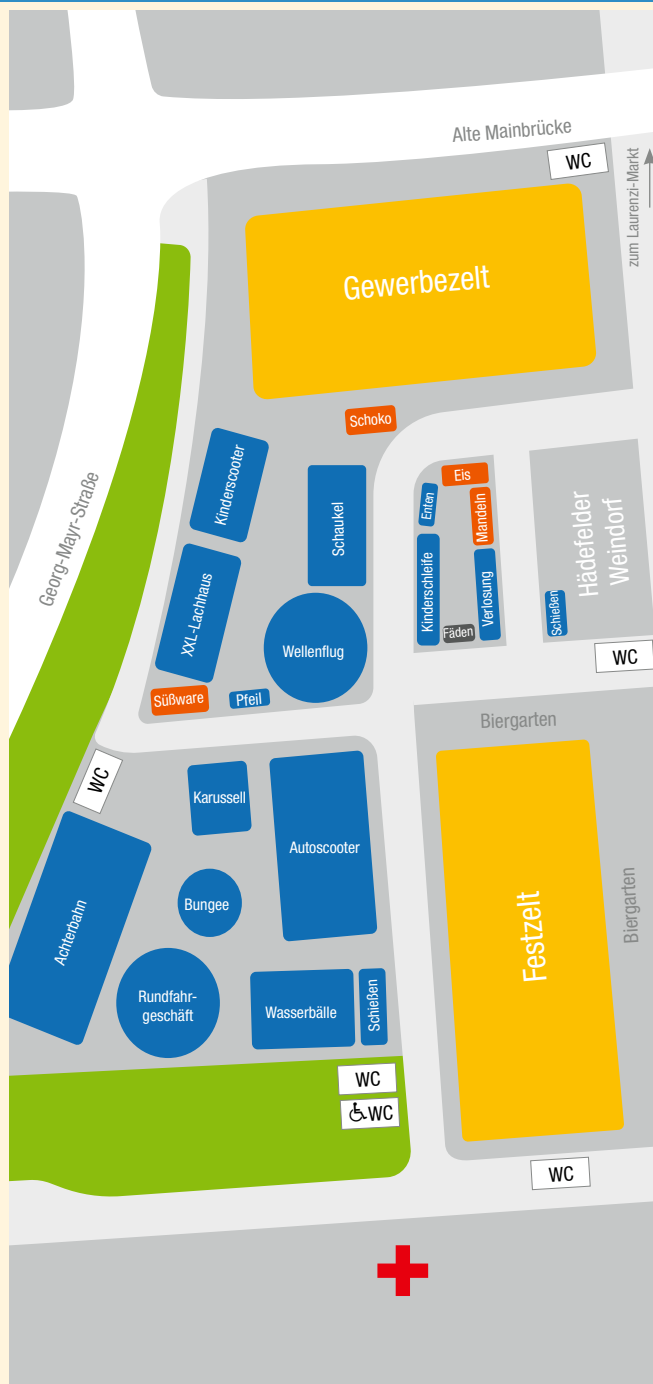 Alte Mainbrücke
WC
zum Laurenzi-Markt
Gewerbezelt
Georg-Mayr-Straße
Schoko
Kinderscooter
Schaukel
Eis
Enten
Mandeln
Hädefelder
Weindorf
XXL-Lachhaus
Kinderschleife
Verlosung
Schießen
Wellenflug
Fäden
WC
Süßware
Pfeil
Biergarten
WC
Karussell
Autoscooter
Achterbahn
Bungee
Festzelt
Biergarten
Rundfahr-
geschäft
Wasserbälle
Schießen
WC
WC
WC